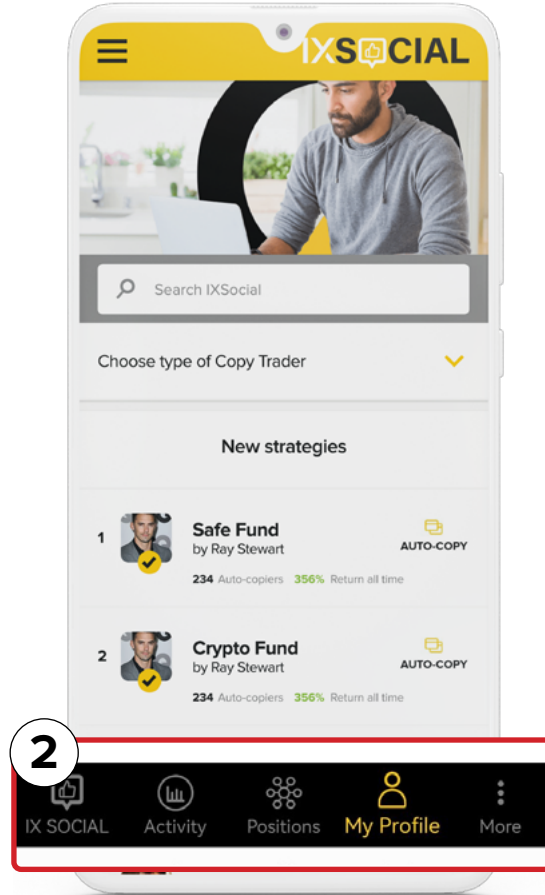 IXSOCIAL
Search IXSocial
Choose type of Copy Trader
New strategies
1
Safe Fund
by Ray Stewart
AUTO-COPY
234 Auto-copiers 356% Return all time
2
Crypto Fund
by Ray Stewart
AUTO-COPY
234 Auto-copiers 356% Return all time
2
IX SOCIAL Activity Positions My Profile More